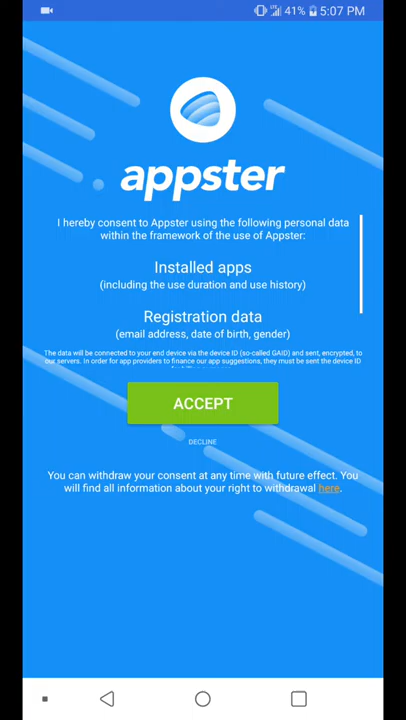 41% 5:07 PM
appster
I hereby consent to Appster using the following personal data
within the framework of the use of Appster:
Installed apps
(including the use duration and use history)
Registration data
(email address, date of birth, gender)
The data will be connected to your end device via the device ID (so-called GAID) and sent, encrypted, to
our servers. In order for app providers to finance our app suggestions, they must be sent the device ID
ACCEPT
DECLINE
You can withdraw your consent at any time with future effect. You
will find all information about your right to withdrawal here.